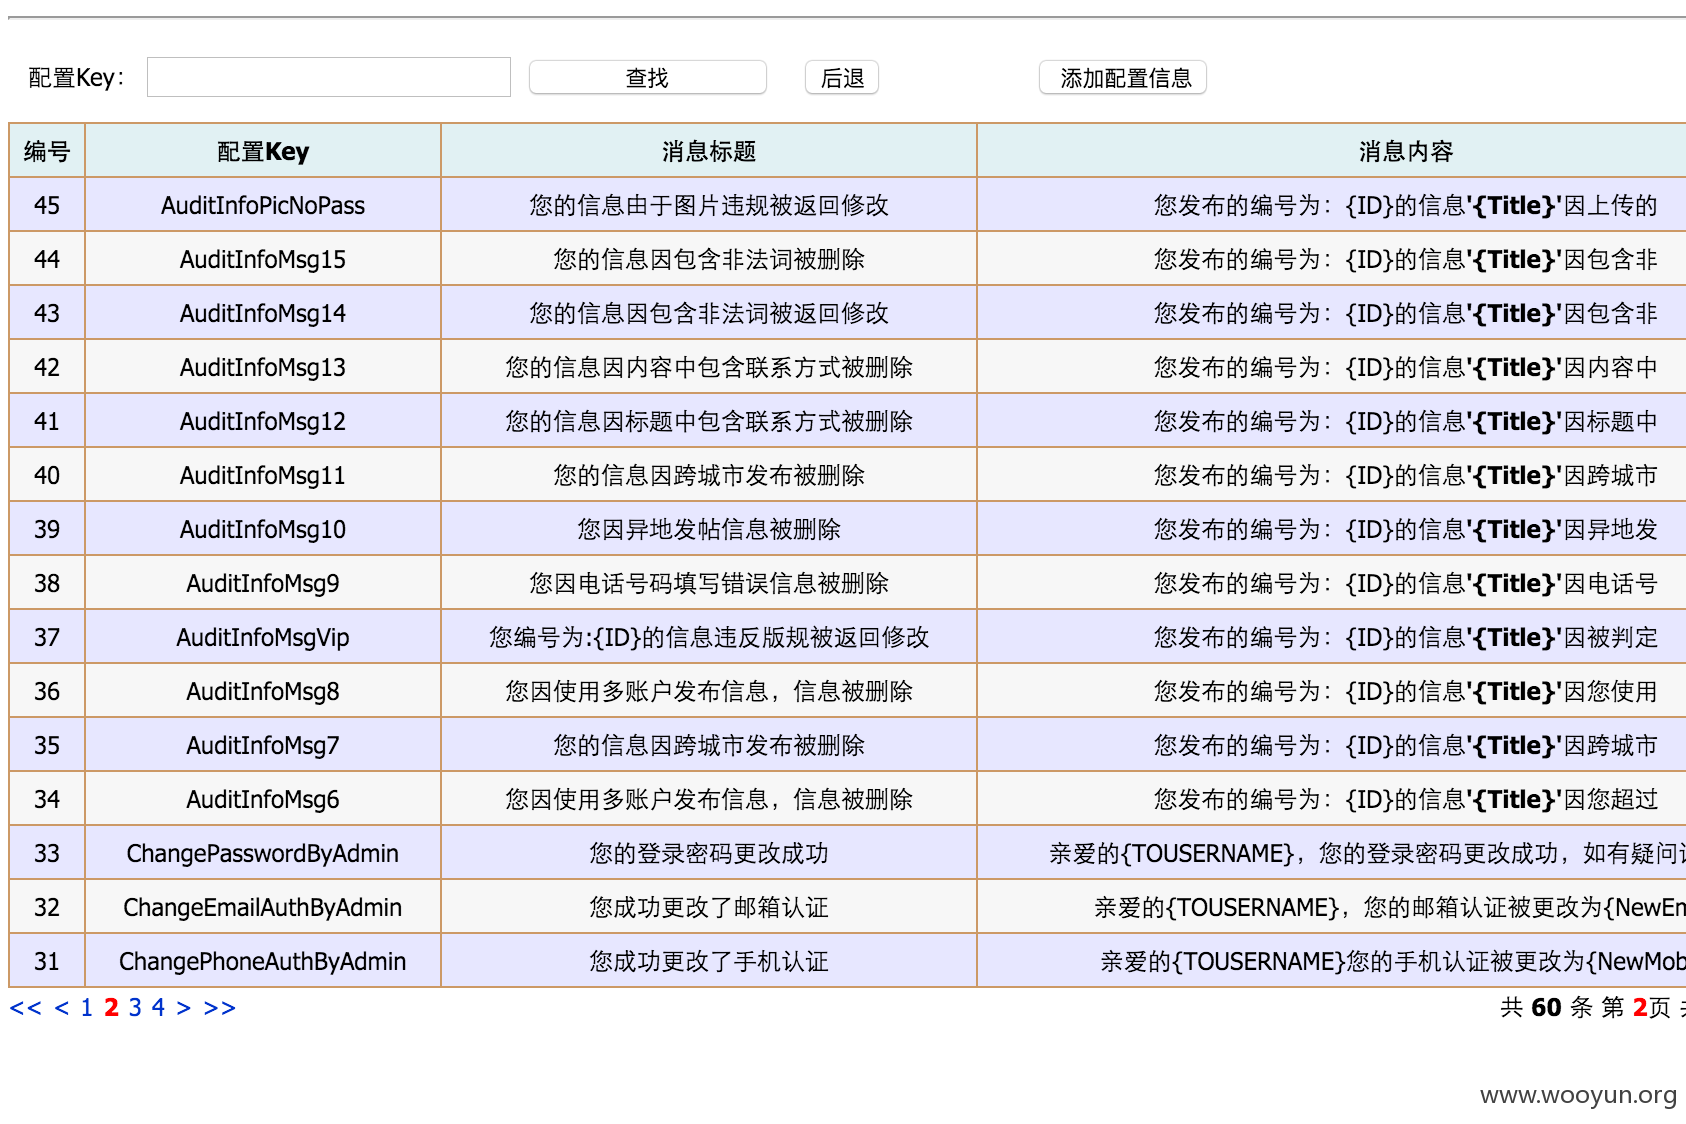 配置Key： 查找 后退 添加配置信息
编号 配置Key 消息标题 消息内容
45 AuditInfoPicNoPass 您的信息由于图片违规被返回修改 您发布的编号为：{ID}的信息'{Title}'因上传的
44 AuditInfoMsg15 您的信息因包含非法词被删除 您发布的编号为：{ID}的信息'{Title}'因包含非
43 AuditInfoMsg14 您的信息因包含非法词被返回修改 您发布的编号为：{ID}的信息'{Title}'因包含非
42 AuditInfoMsg13 您的信息因内容中包含联系方式被删除 您发布的编号为：{ID}的信息'{Title}'因内容中
41 AuditInfoMsg12 您的信息因标题中包含联系方式被删除 您发布的编号为：{ID}的信息'{Title}'因标题中
40 AuditInfoMsg11 您的信息因跨城市发布被删除 您发布的编号为：{ID}的信息'{Title}'因跨城市
39 AuditInfoMsg10 您因异地发帖信息被删除 您发布的编号为：{ID}的信息'{Title}'因异地发
38 AuditInfoMsg9 您因电话号码填写错误信息被删除 您发布的编号为：{ID}的信息'{Title}'因电话号
37 AuditInfoMsgVip 您编号为:{ID}的信息违反版规被返回修改 您发布的编号为：{ID}的信息'{Title}'因被判定
36 AuditInfoMsg8 您因使用多账户发布信息，信息被删除 您发布的编号为：{ID}的信息'{Title}'因您使用
35 AuditInfoMsg7 您的信息因跨城市发布被删除 您发布的编号为：{ID}的信息'{Title}'因跨城市
34 AuditInfoMsg6 您因使用多账户发布信息，信息被删除 您发布的编号为：{ID}的信息'{Title}'因您超过
33 ChangePasswordByAdmin 您的登录密码更改成功 亲爱的{TOUSERNAME}，您的登录密码更改成功，如有疑问
32 ChangeEmailAuthByAdmin 您成功更改了邮箱认证 亲爱的{TOUSERNAME}，您的邮箱认证被更改为{NewEm
31 ChangePhoneAuthByAdmin 您成功更改了手机认证 亲爱的{TOUSERNAME}您的手机认证被更改为{NewMob
<< < 1 2 3 4 > >> 共 60 条 第 2页
www.wooyun.org